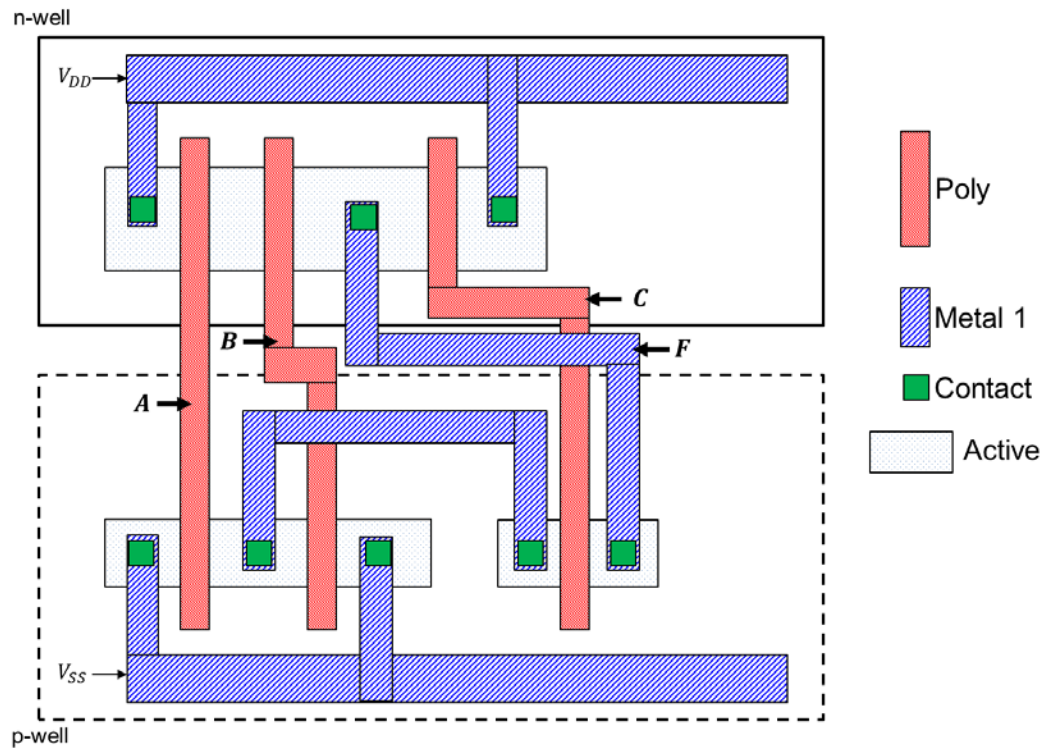 n-well
V_DD
Poly
C
Metal 1
B
F
A
Contact
Active
V_SS
p-well